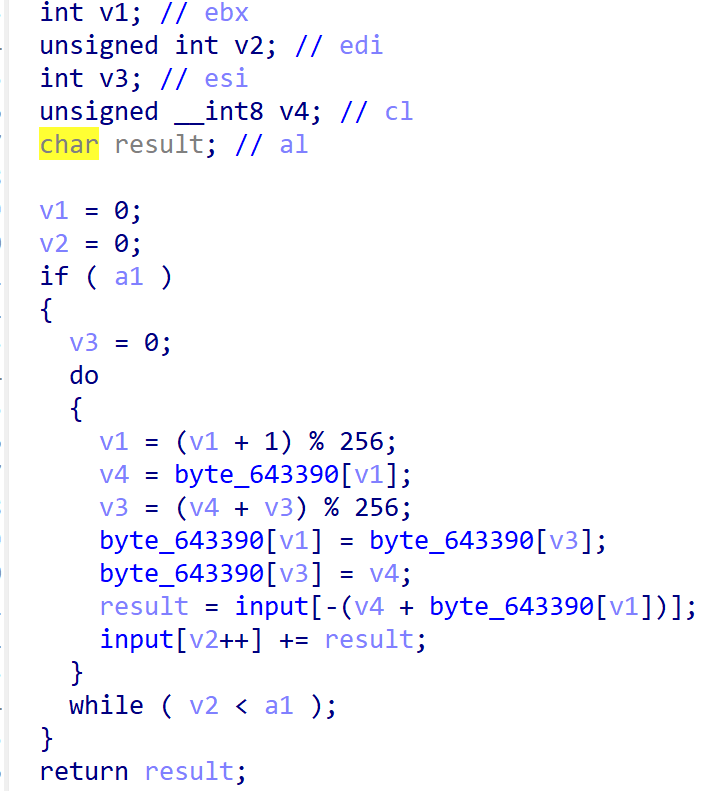 int v1; // ebx
unsigned int v2; // edi
int v3; // esi
unsigned __int8 v4; // cl
char result; // al
v1 = 0;
v2 = 0;
if ( a1 )
{
v3 = 0;
do
{
v1 = (v1 + 1) % 256;
v4 = byte_643390[v1];
v3 = (v4 + v3) % 256;
byte_643390[v1] = byte_643390[v3];
byte_643390[v3] = v4;
result = input[-(v4 + byte_643390[v1])];
input[v2++] += result;
}
while ( v2 < a1 );
}
return result;